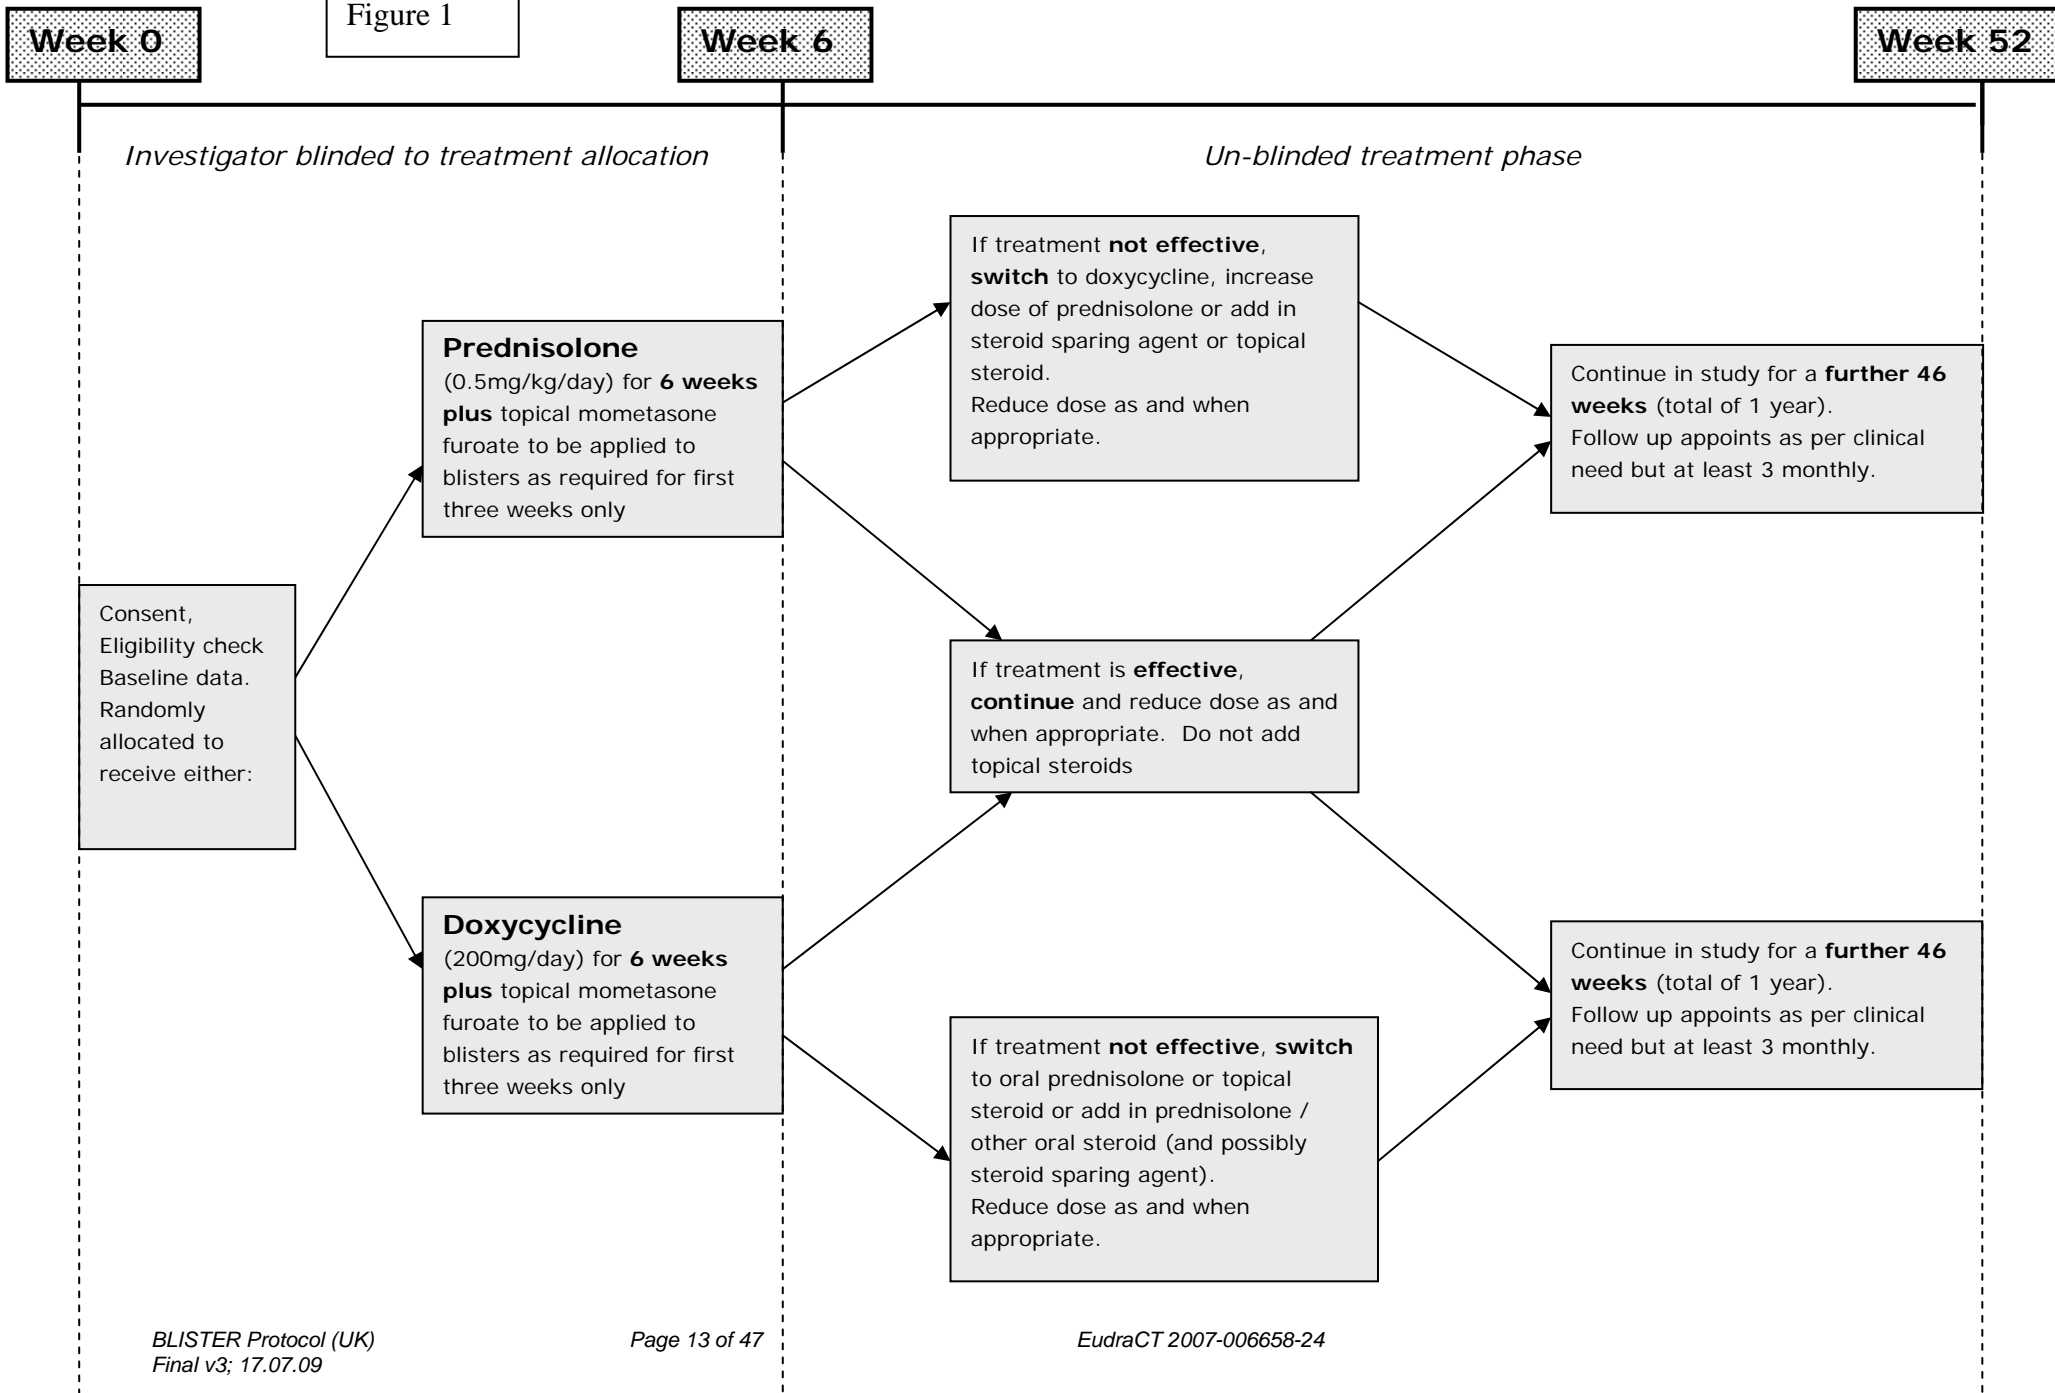 Figure 1
Week 0
Week 6
Week 52
Investigator blinded to treatment allocation
Un-blinded treatment phase
Consent,
Eligibility check
Baseline data.
Randomly
allocated to
receive either:
Prednisolone
(0.5mg/kg/day) for 6 weeks
plus topical mometasone
furoate to be applied to
blisters as required for first
three weeks only
Doxycycline
(200mg/day) for 6 weeks
plus topical mometasone
furoate to be applied to
blisters as required for first
three weeks only
If treatment not effective,
switch to doxycycline, increase
dose of prednisolone or add in
steroid sparing agent or topical
steroid.
Reduce dose as and when
appropriate.
If treatment is effective,
continue and reduce dose as and
when appropriate.  Do not add
topical steroids
If treatment not effective, switch
to oral prednisolone or topical
steroid or add in prednisolone /
other oral steroid (and possibly
steroid sparing agent).
Reduce dose as and when
appropriate.
Continue in study for a further 46
weeks (total of 1 year).
Follow up appoints as per clinical
need but at least 3 monthly.
Continue in study for a further 46
weeks (total of 1 year).
Follow up appoints as per clinical
need but at least 3 monthly.
BLISTER Protocol (UK)
Final v3; 17.07.09
Page 13 of 47
EudraCT 2007-006658-24